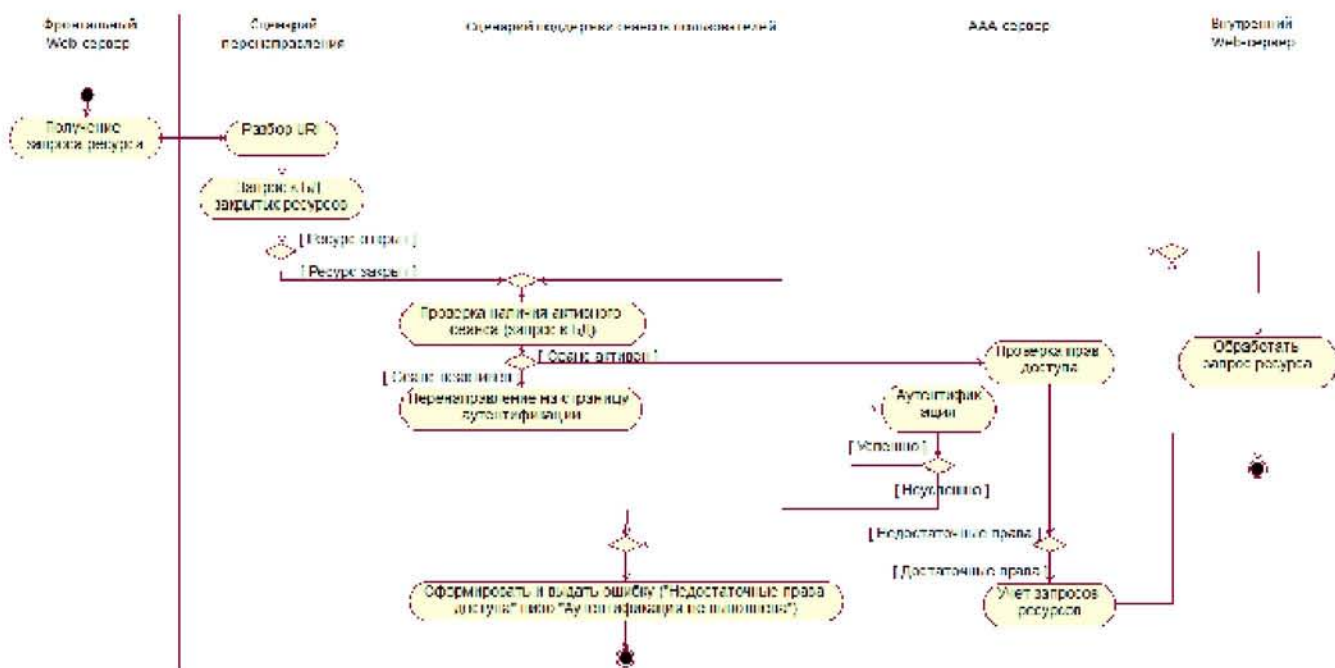 Фронтальный
Web-сервер
Сценарий
перенаправления
Сценарий поддержки сеансов пользователей
ААА сервер
Внутренний
Web-сервер
Получение
запроса ресурса
Разбор URI
Запрос к БД
закрытых ресурсов
[ Ресурс открыт ]
[ Ресурс закрыт ]
Проверка наличия активного
сеанса (запрос к БД)
[ Сеанс активен ]
Проверка прав
доступа
Обработать
запрос ресурса
[ Сеанс неактивен ]
Перенаправление на страницу
аутентификации
Аутентифик
ация
[ Успешно ]
[ Неуспешно ]
[ Недостаточные права ]
[ Достаточные права ]
Сформировать и выдать ошибку ("Недостаточные права
доступа" либо "Аутентификация не выполнена")
Учет запросов
ресурсов